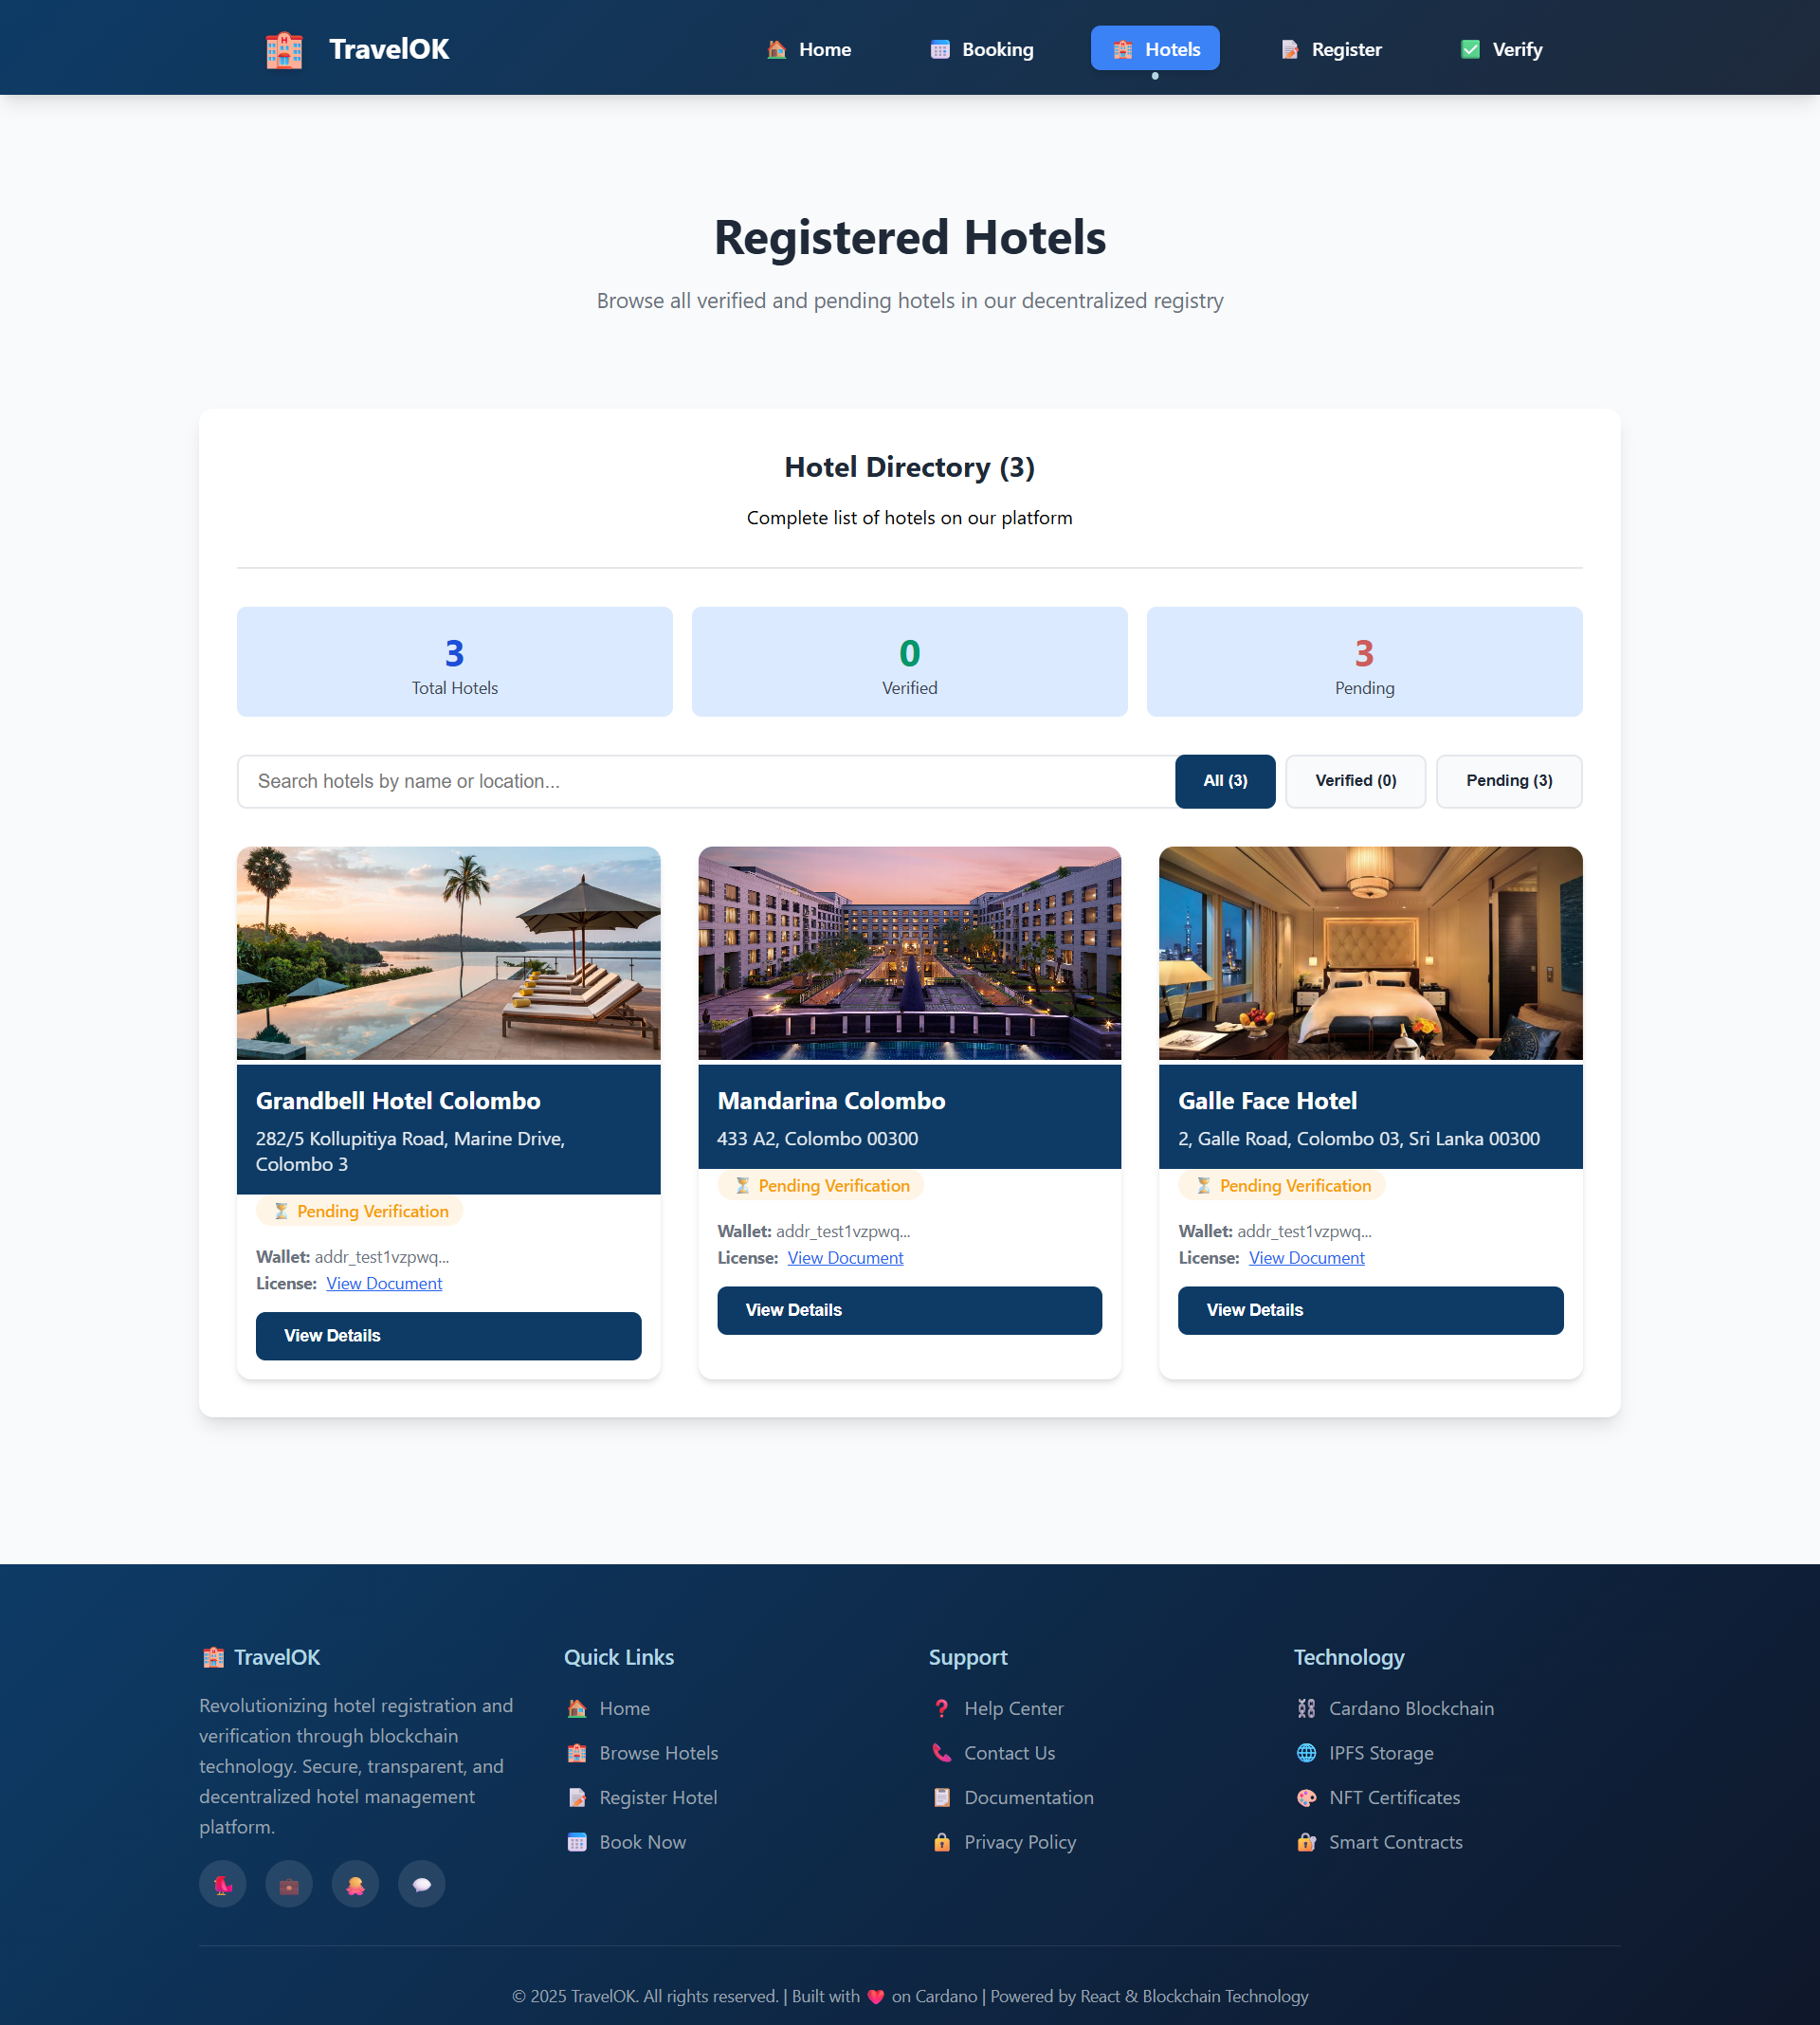 TravelOK
Home
Booking
Hotels
Register
Verify
Registered Hotels
Browse all verified and pending hotels in our decentralized registry
Hotel Directory (3)
Complete list of hotels on our platform
3
Total Hotels
0
Verified
3
Pending
Search hotels by name or location...
All (3)
Verified (0)
Pending (3)
Grandbell Hotel Colombo
282/5 Kollupitiya Road, Marine Drive,
Colombo 3
Pending Verification
Wallet: addr_test1vzpwq...
License: View Document
View Details
Mandarina Colombo
433 A2, Colombo 00300
Pending Verification
Wallet: addr_test1vzpwq...
License: View Document
View Details
Galle Face Hotel
2, Galle Road, Colombo 03, Sri Lanka 00300
Pending Verification
Wallet: addr_test1vzpwq...
License: View Document
View Details
TravelOK
Revolutionizing hotel registration and
verification through blockchain
technology. Secure, transparent, and
decentralized hotel management
platform.
Quick Links
Home
Browse Hotels
Register Hotel
Book Now
Support
Help Center
Contact Us
Documentation
Privacy Policy
Technology
Cardano Blockchain
IPFS Storage
NFT Certificates
Smart Contracts
© 2025 TravelOK. All rights reserved. | Built with ❤️ on Cardano | Powered by React & Blockchain Technology